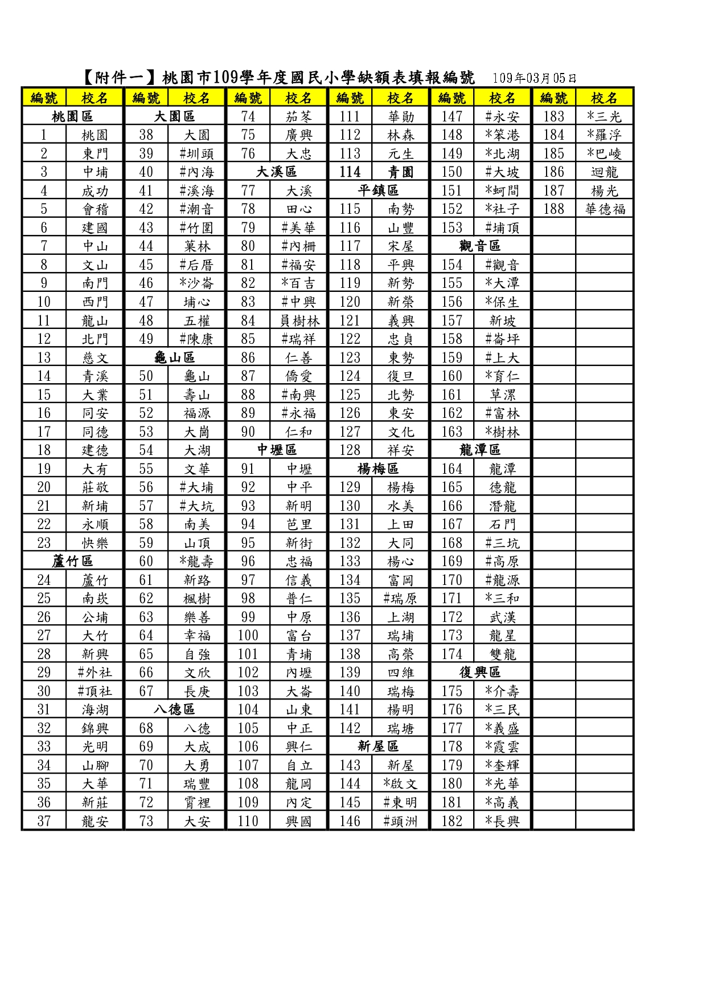 【附件一】桃園市109學年度國民小學缺額表填報編號 109年03月05日
編號 校名 編號 校名 編號 校名 編號 校名 編號 校名 編號 校名
桃園區 大園區 74 茄苳 111 華勛 147 #永安 183 *三光
1 桃園 38 大園 75 廣興 112 林森 148 *笨港 184 *羅浮
2 東門 39 #圳頭 76 大忠 113 元生 149 *北湖 185 *巴崚
3 中埔 40 #內海 大溪區 114 青園 150 #大坡 186 迴龍
4 成功 41 #溪海 77 大溪 平鎮區 151 *蚵間 187 楊光
5 會稽 42 #潮音 78 田心 115 南勢 152 *社子 188 華德福
6 建國 43 #竹圍 79 #美華 116 山豐 153 #埔頂
7 中山 44 菓林 80 #內柵 117 宋屋 觀音區
8 文山 45 #后厝 81 #福安 118 平興 154 #觀音
9 南門 46 *沙崙 82 *百吉 119 新勢 155 *大潭
10 西門 47 埔心 83 #中興 120 新榮 156 *保生
11 龍山 48 五權 84 員樹林 121 義興 157 新坡
12 北門 49 #陳康 85 #瑞祥 122 忠貞 158 #崙坪
13 慈文 龜山區 86 仁善 123 東勢 159 #上大
14 青溪 50 龜山 87 僑愛 124 復旦 160 *育仁
15 大業 51 壽山 88 #南興 125 北勢 161 草漯
16 同安 52 福源 89 #永福 126 東安 162 #富林
17 同德 53 大崗 90 仁和 127 文化 163 *樹林
18 建德 54 大湖 中壢區 128 祥安 龍潭區
19 大有 55 文華 91 中壢 楊梅區 164 龍潭
20 莊敬 56 #大埔 92 中平 129 楊梅 165 德龍
21 新埔 57 #大坑 93 新明 130 水美 166 潛龍
22 永順 58 南美 94 芭里 131 上田 167 石門
23 快樂 59 山頂 95 新街 132 大同 168 #三坑
蘆竹區 60 *龍壽 96 忠福 133 楊心 169 #高原
24 蘆竹 61 新路 97 信義 134 富岡 170 #龍源
25 南崁 62 楓樹 98 普仁 135 #瑞原 171 *三和
26 公埔 63 樂善 99 中原 136 上湖 172 武漢
27 大竹 64 幸福 100 富台 137 瑞埔 173 龍星
28 新興 65 自強 101 青埔 138 高榮 174 雙龍
29 #外社 66 文欣 102 內壢 139 四維 復興區
30 #頂社 67 長庚 103 大崙 140 瑞梅 175 *介壽
31 海湖 八德區 104 山東 141 楊明 176 *三民
32 錦興 68 八德 105 中正 142 瑞塘 177 *義盛
33 光明 69 大成 106 興仁 新屋區 178 *霞雲
34 山腳 70 大勇 107 自立 143 新屋 179 *奎輝
35 大華 71 瑞豐 108 龍岡 144 *啟文 180 *光華
36 新莊 72 霄裡 109 內定 145 #東明 181 *高義
37 龍安 73 大安 110 興國 146 #頭洲 182 *長興